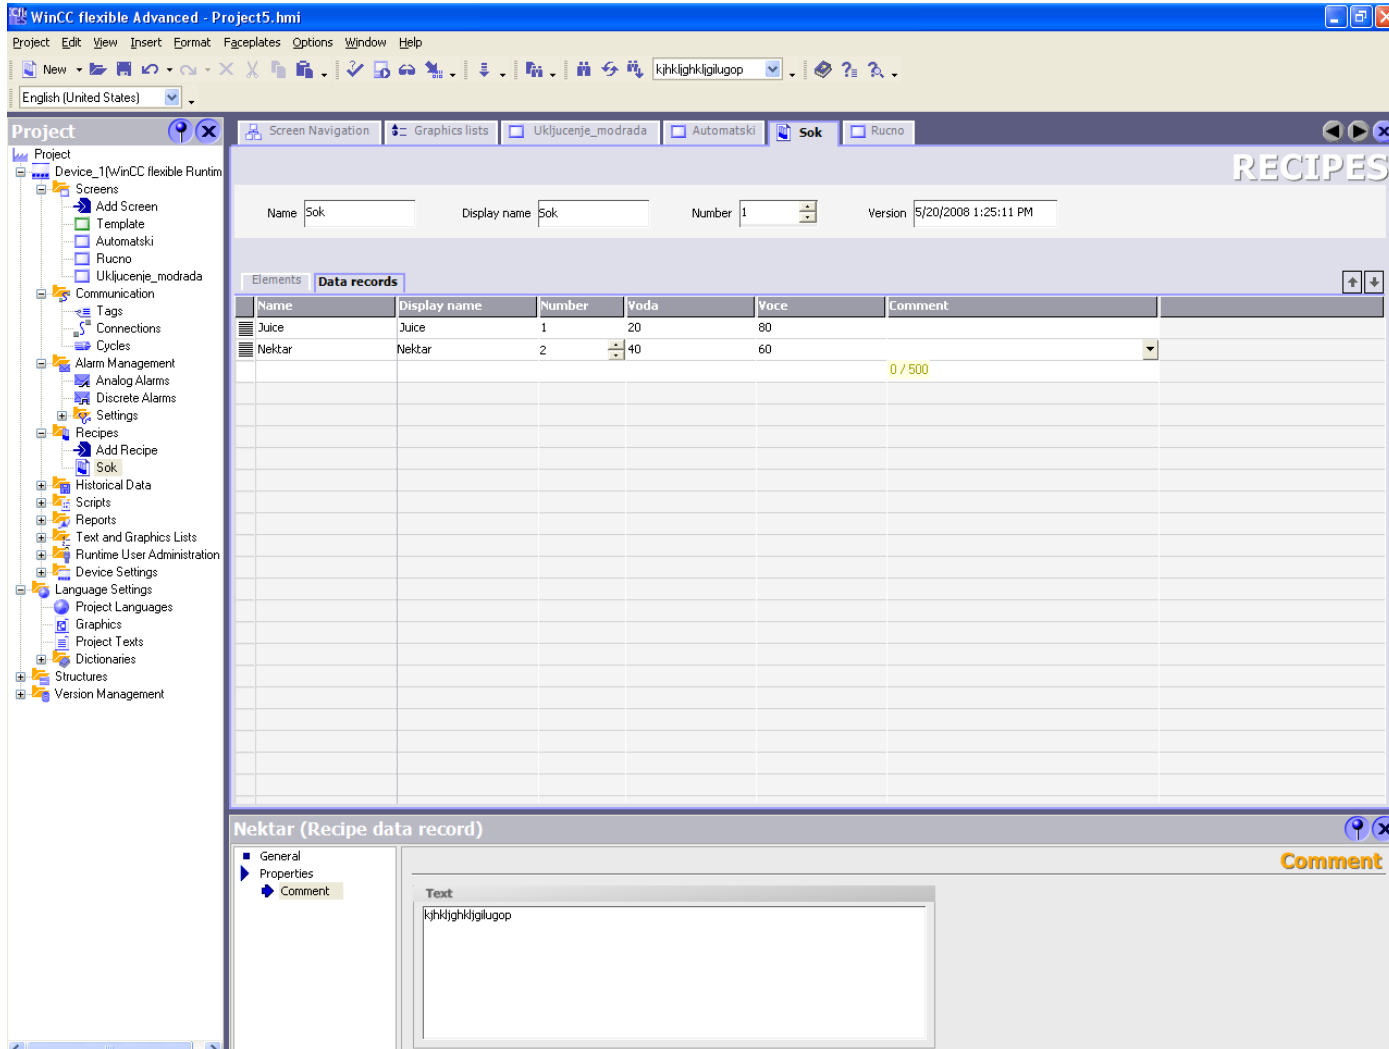 WinCC flexible Advanced - Project5.hmi
Project Edit View Insert Format Faceplates Options Window Help
New kjhkljghkljgilugop
English (United States)
Project
Screen Navigation Graphics lists Ukljucenje_modrada Automatski Sok Rucno
Project
Device_1(WinCC flexible Runtim
Screens
Add Screen
Template
Automatski
Rucno
Ukljucenje_modrada
Communication
Tags
Connections
Cycles
Alarm Management
Analog Alarms
Discrete Alarms
Settings
Recipes
Add Recipe
Sok
Historical Data
Scripts
Reports
Text and Graphics Lists
Runtime User Administration
Device Settings
Language Settings
Project Languages
Graphics
Project Texts
Dictionaries
Structures
Version Management
RECIPES
Name Sok Display name Sok Number 1 Version 5/20/2008 1:25:11 PM
Elements Data records
Name Display name Number Voda Voce Comment
Juice Juice 1 20 80
Nektar Nektar 2 40 60
0 / 500
Nektar (Recipe data record)
General
Properties
Comment
Comment
Text
kjhkljghkljgilugop